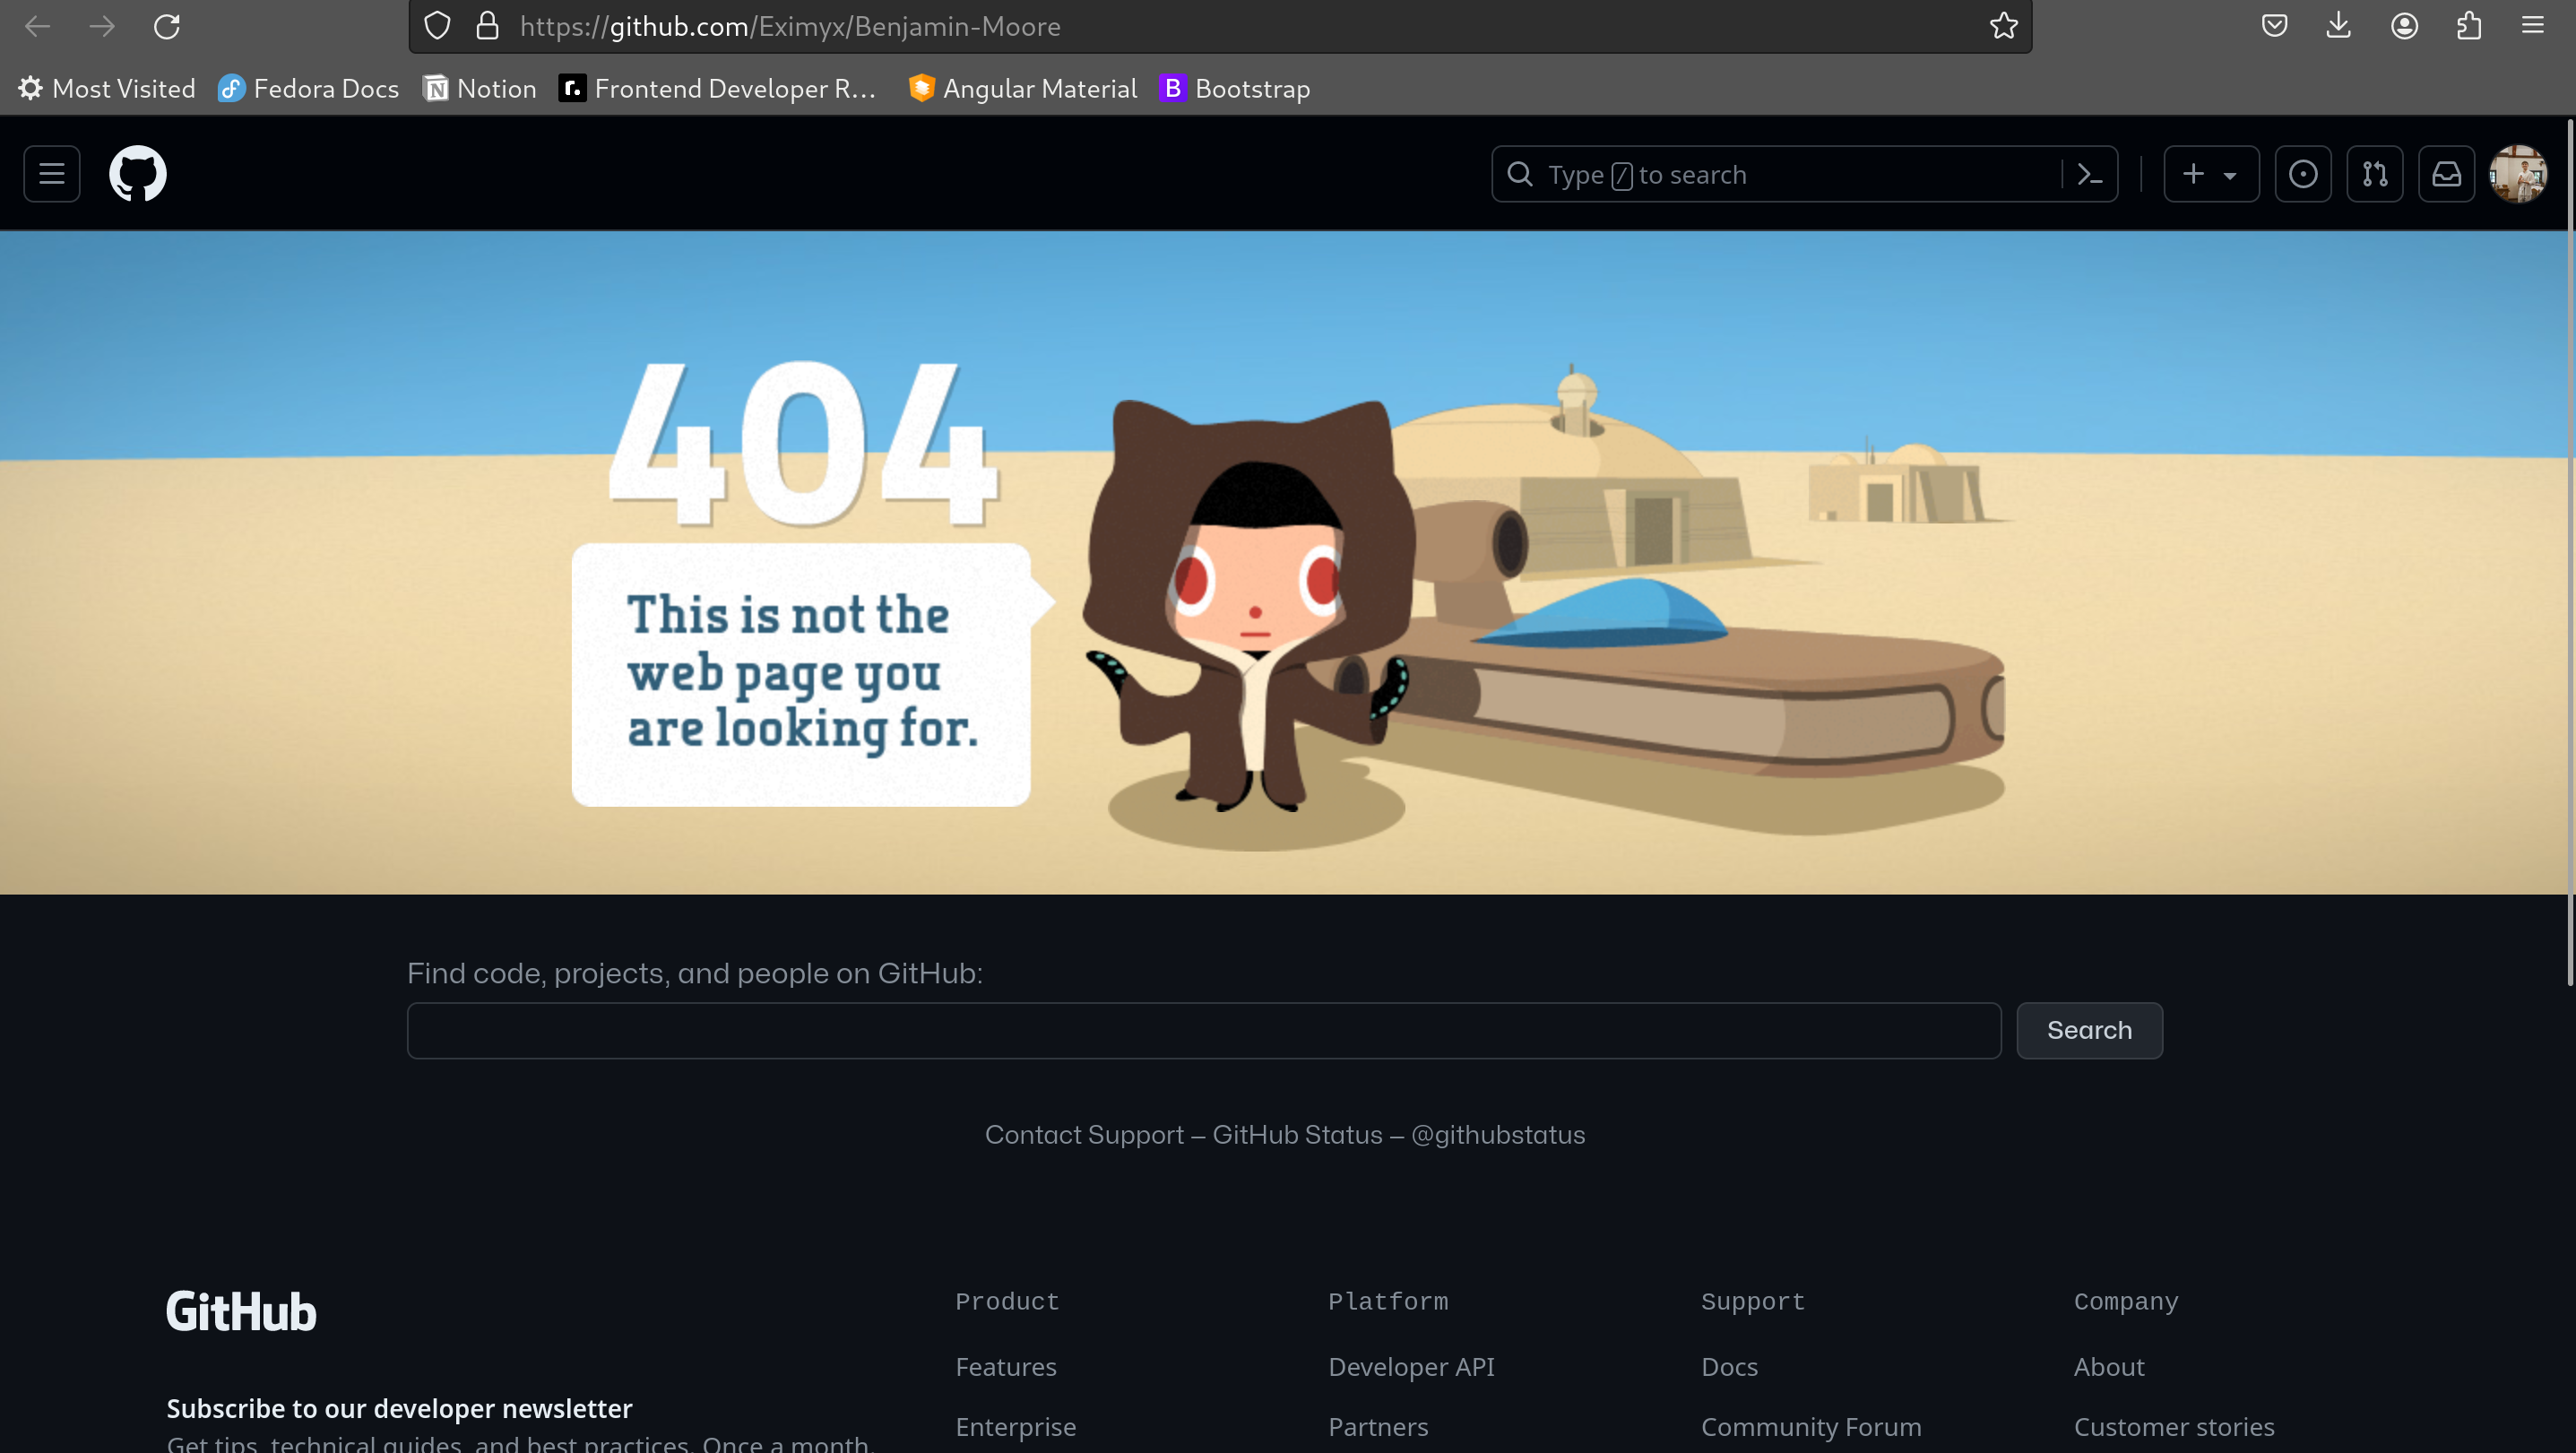 https://github.com/Eximyx/Benjamin-Moore
Most Visited Fedora Docs Notion Frontend Developer R... Angular Material B Bootstrap
Type / to search
404
This is not the
web page you
are looking for.
Find code, projects, and people on GitHub:
Search
Contact Support — GitHub Status — @githubstatus
GitHub
Product Platform Support Company
Features Developer API Docs About
Subscribe to our developer newsletter
Enterprise Partners Community Forum Customer stories
Get tips, technical guides, and best practices. Once a month.